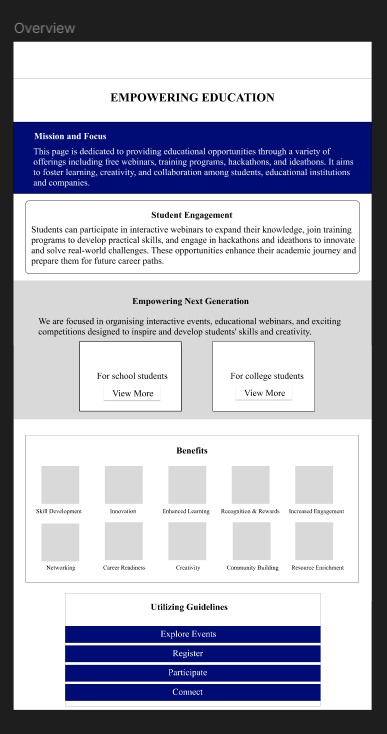 Overview
EMPOWERING EDUCATION
Mission and Focus
This page is dedicated to providing educational opportunities through a variety of
offerings including free webinars, training programs, hackathons, and ideathons. It aims
to foster learning, creativity, and collaboration among students, educational institutions
and companies.
Student Engagement
Students can participate in interactive webinars to expand their knowledge, join training
programs to develop practical skills, and engage in hackathons and ideathons to innovate
and solve real-world challenges. These opportunities enhance their academic journey and
prepare them for future career paths.
Empowering Next Generation
We are focused in organising interactive events, educational webinars, and exciting
competitions designed to inspire and develop students' skills and creativity.
For school students
View More
For college students
View More
Benefits
Skill Development
Innovation
Enhanced Learning
Recognition & Rewards
Increased Engagement
Networking
Career Readiness
Creativity
Community Building
Resource Enrichment
Utilizing Guidelines
Explore Events
Register
Participate
Connect